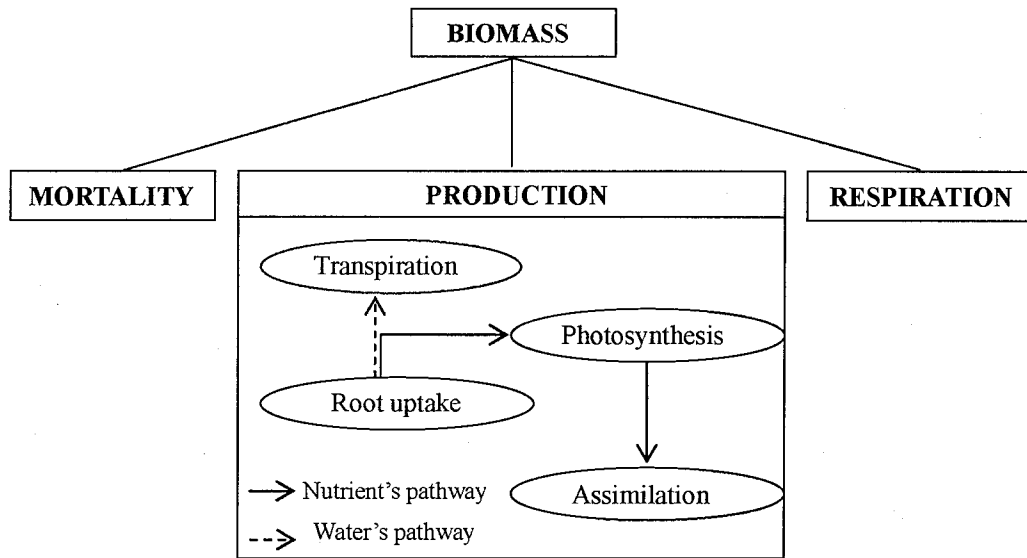 BIOMASS
MORTALITY
PRODUCTION
RESPIRATION
Transpiration
Photosynthesis
Root uptake
Nutrient's pathway
Assimilation
Water's pathway